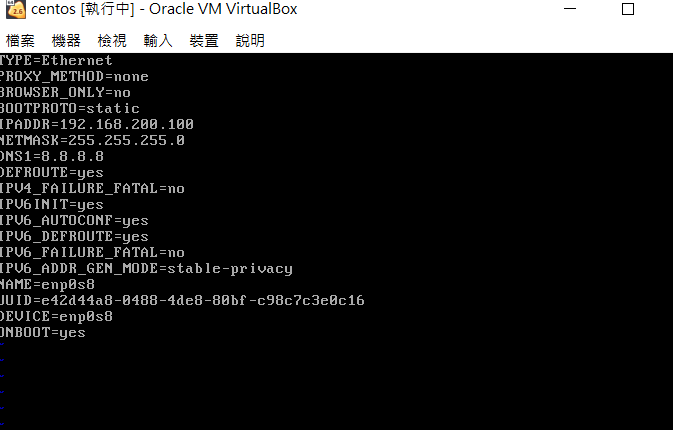 centos [執行中] - Oracle VM VirtualBox
檔案 機器 檢視 輸入 裝置 說明
TYPE=Ethernet
PROXY_METHOD=none
BROWSER_ONLY=no
BOOTPROTO=static
IPADDR=192.168.200.100
NETMASK=255.255.255.0
DNS1=8.8.8.8
DEFROUTE=yes
IPV4_FAILURE_FATAL=no
IPV6INIT=yes
IPV6_AUTOCONF=yes
IPV6_DEFROUTE=yes
IPV6_FAILURE_FATAL=no
IPV6_ADDR_GEN_MODE=stable-privacy
NAME=enp0s8
UUID=e42d44a8-0488-4de8-80bf-c98c7c3e0c16
DEVICE=enp0s8
ONBOOT=yes
~
~
~
~
~